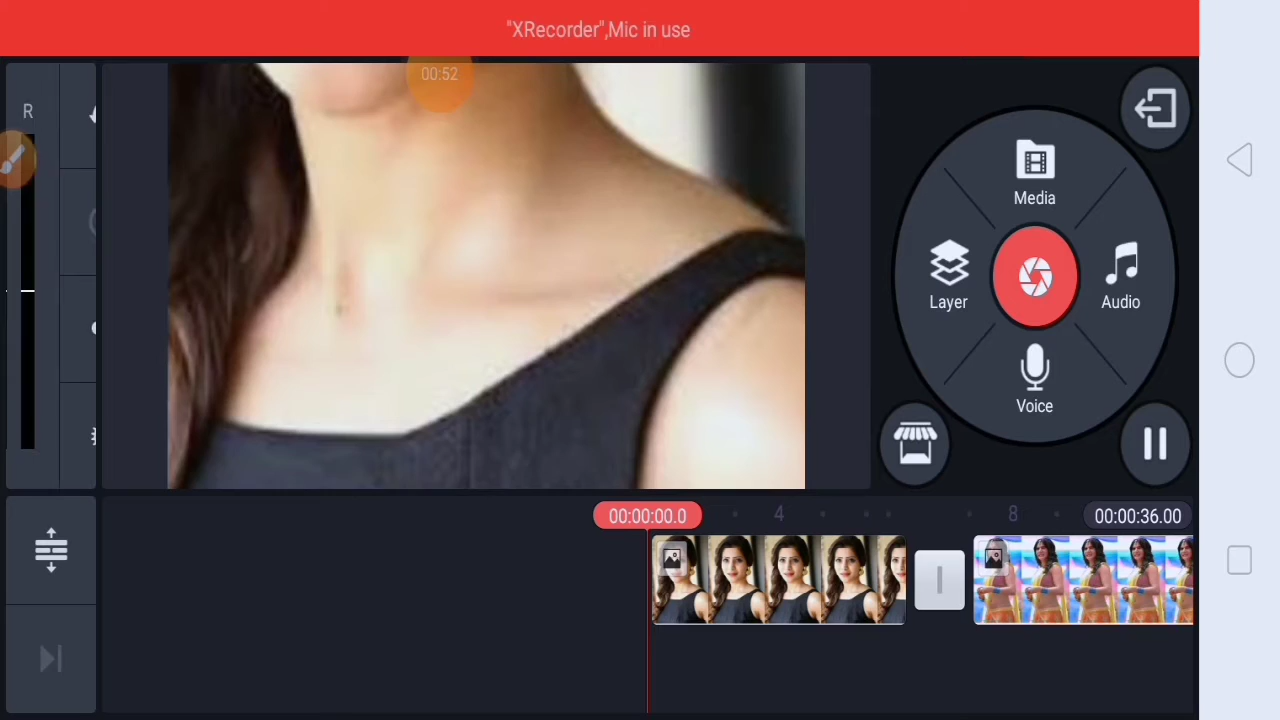 "XRecorder",Mic in use
00:52
R
Media
Layer
Audio
Voice
00:00:00.0
4
8
00:00:36.00